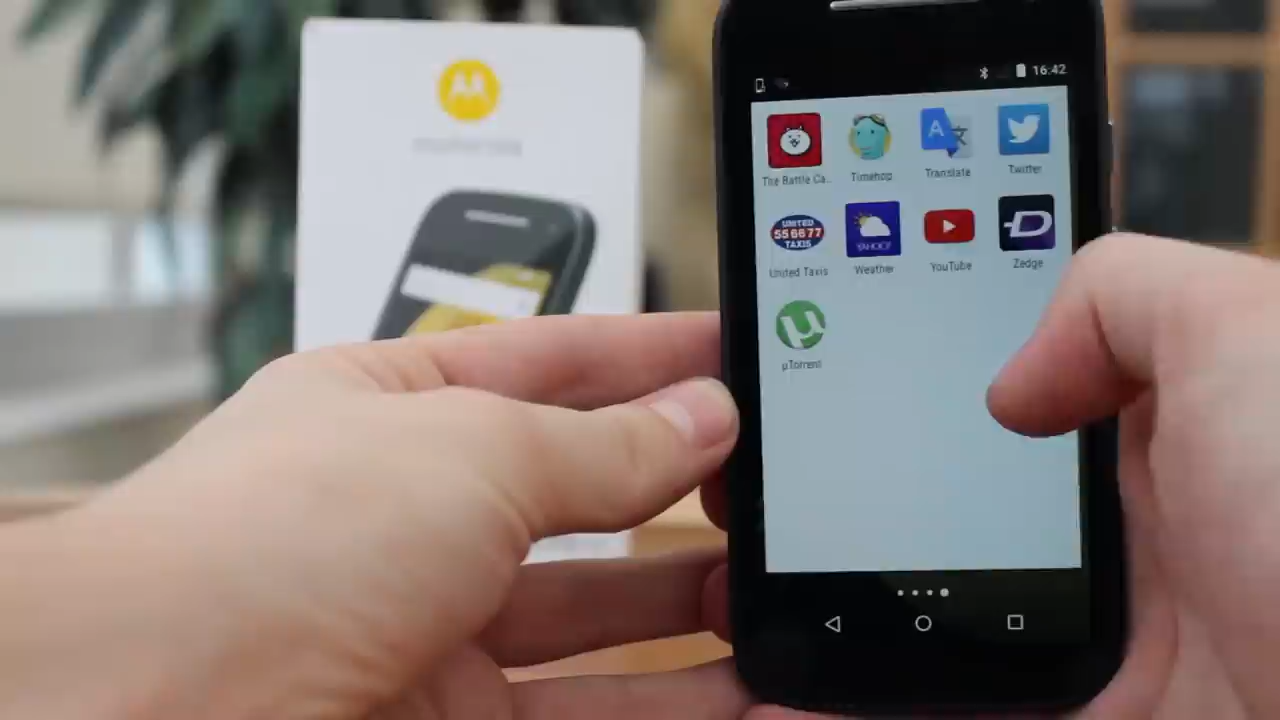 16:42
The Battle Ca..
Timehop
Translate
Twitter
UNITED
556677
TAXIS
YAHOO!
United Taxis
Weather
YouTube
Zedge
µTorrent